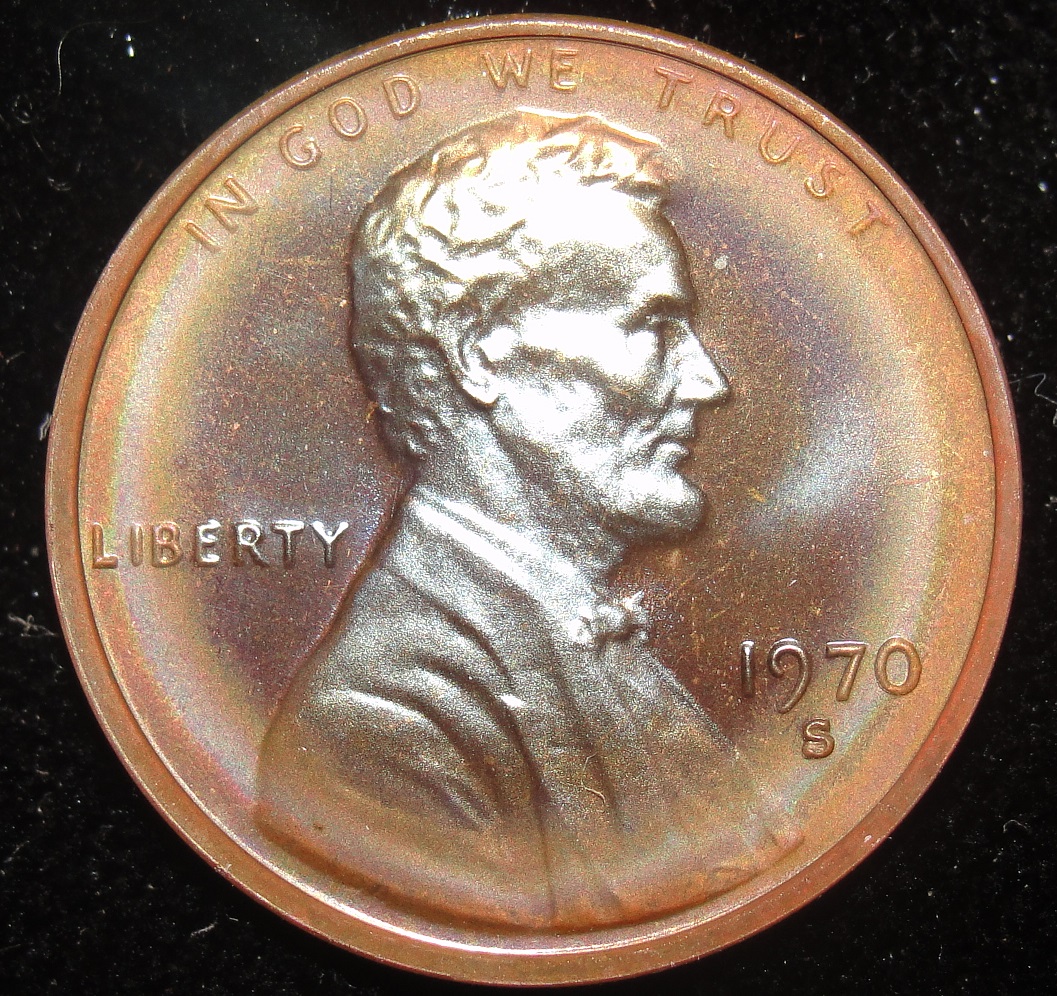 IN GOD WE TRUST
LIBERTY
1970
S